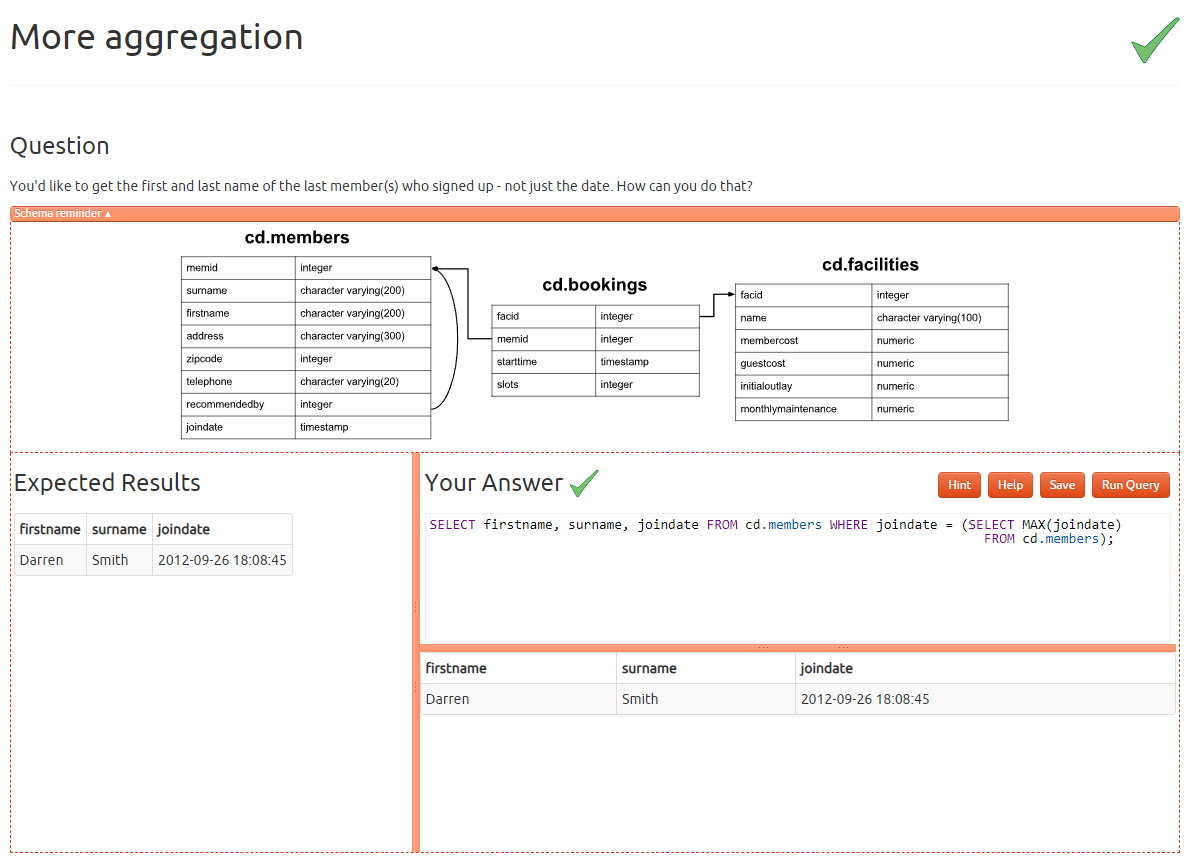 More aggregation
Question
You'd like to get the first and last name of the last member(s) who signed up - not just the date. How can you do that?
Schema reminder ▲
cd.members
memid integer
surname character varying(200)
firstname character varying(200)
address character varying(300)
zipcode integer
telephone character varying(20)
recommendedby integer
joindate timestamp
cd.bookings
facid integer
memid integer
starttime timestamp
slots integer
cd.facilities
facid integer
name character varying(100)
membercost numeric
guestcost numeric
initialoutlay numeric
monthlymaintenance numeric
Expected Results
firstname surname joindate
Darren Smith 2012-09-26 18:08:45
Your Answer
Hint Help Save Run Query
SELECT firstname, surname, joindate FROM cd.members WHERE joindate = (SELECT MAX(joindate)
FROM cd.members);
firstname surname joindate
Darren Smith 2012-09-26 18:08:45